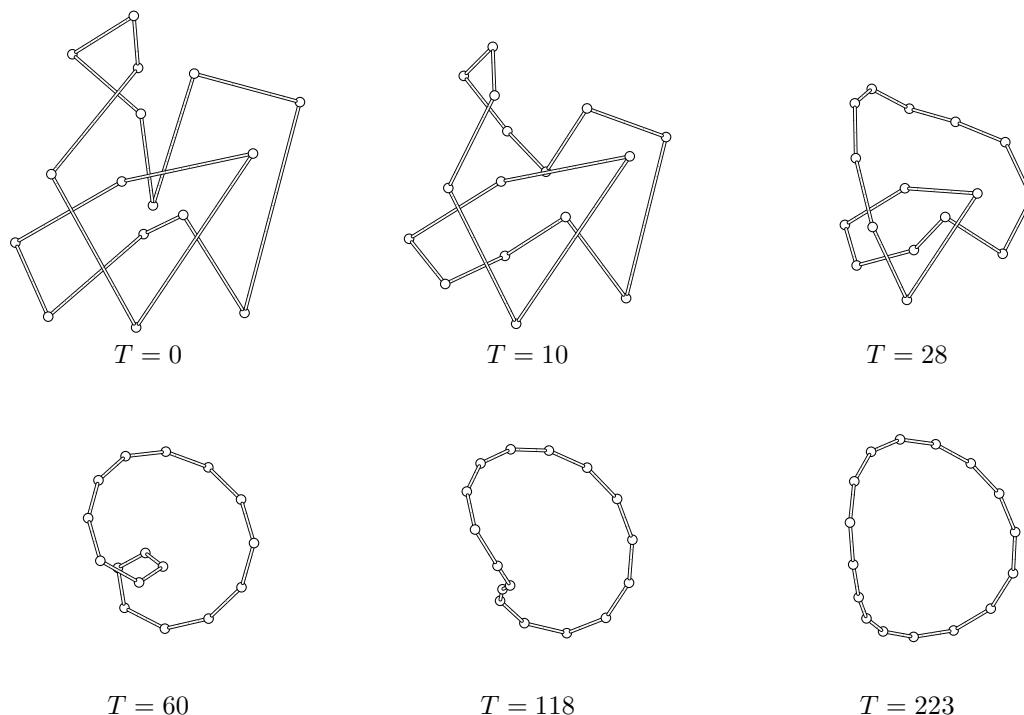 T = 0
T = 10
T = 28
T = 60
T = 118
T = 223